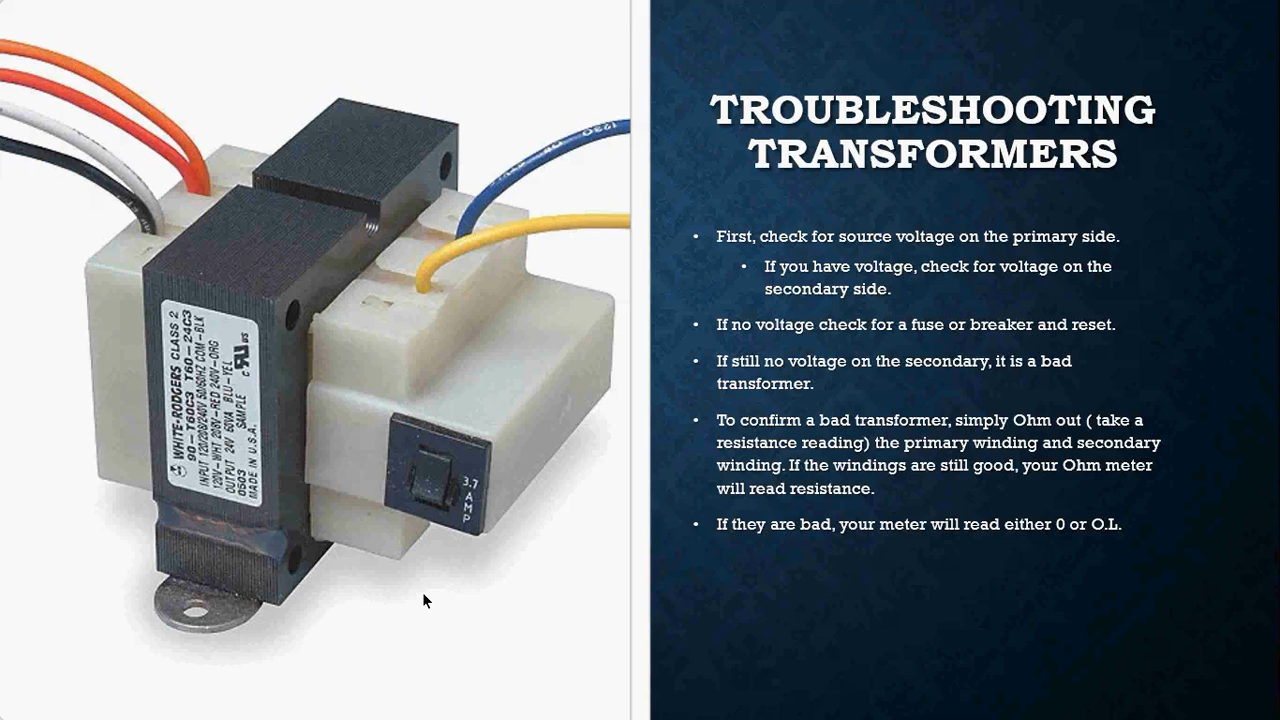 TROUBLESHOOTING
TRANSFORMERS
• First, check for source voltage on the primary side.
• If you have voltage, check for voltage on the
secondary side.
• If no voltage check for a fuse or breaker and reset.
• If still no voltage on the secondary, it is a bad
transformer.
• To confirm a bad transformer, simply Ohm out ( take a
resistance reading) the primary winding and secondary
winding. If the windings are still good, your Ohm meter
will read resistance.
• If they are bad, your meter will read either 0 or O.L.
WHITE-RODGERS CLASS 2
90-T60C3 T60-24C3
INPUT 120/208/240V 50/60HZ COM-BLK
120V-WHT 208V-RED 240V-ORG
OUTPUT 24V 60VA BLU-YEL
0503 SAMPLE
MADE IN U.S.A.
3.7
AMP